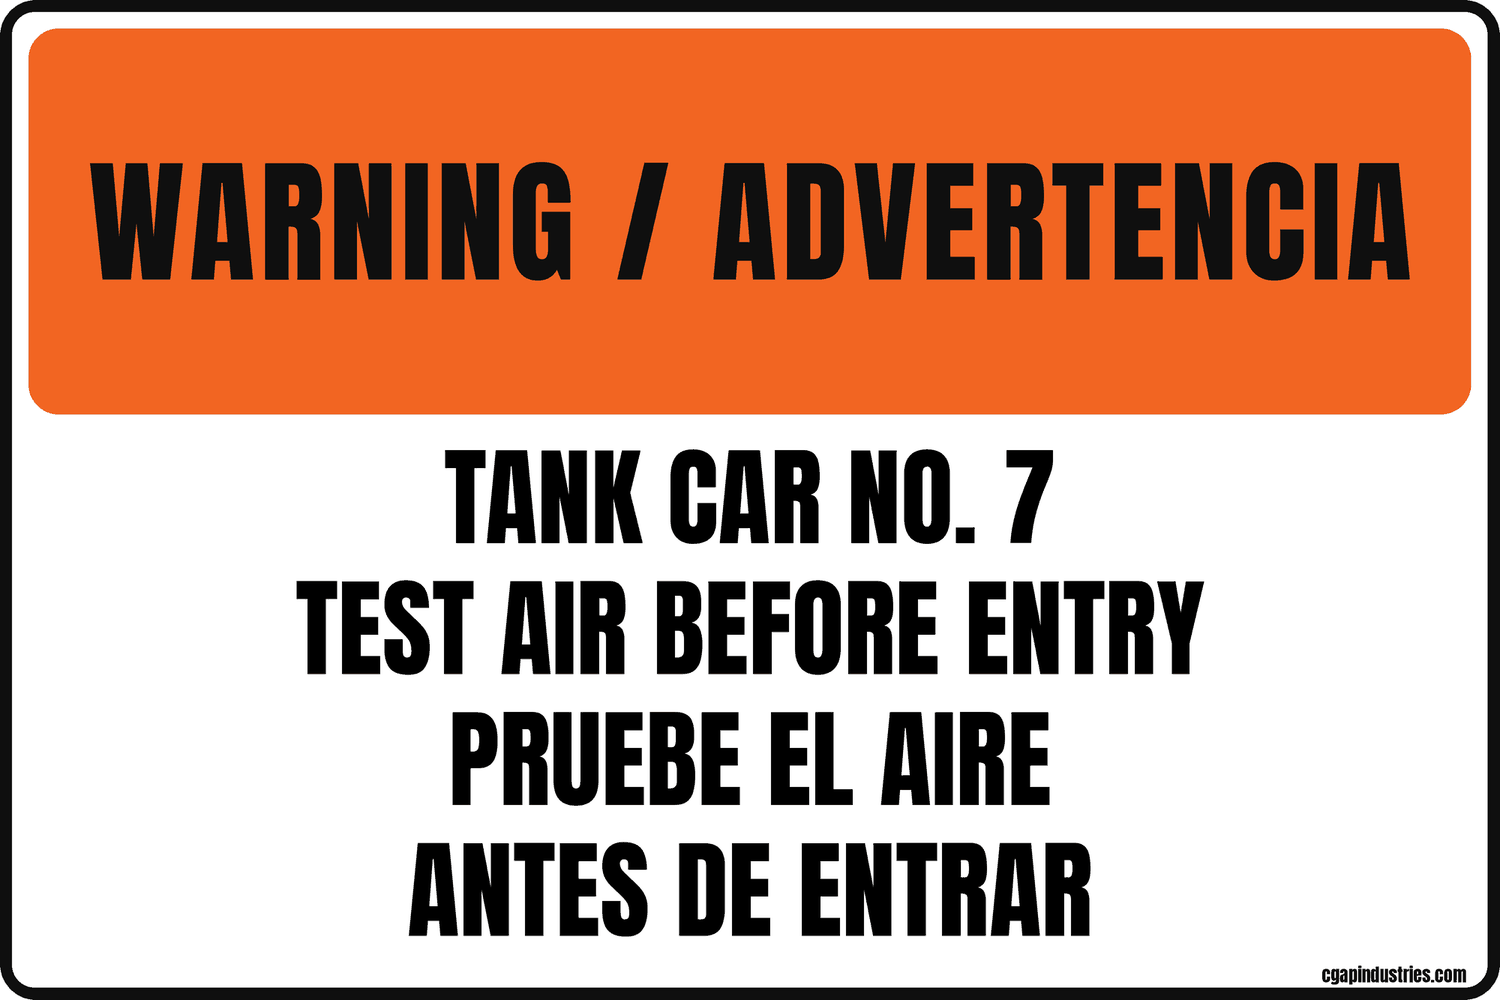 WARNING / ADVERTENCIA
TANK CAR NO. 7
TEST AIR BEFORE ENTRY
PRUEBE EL AIRE
ANTES DE ENTRAR
cgapindustries.com